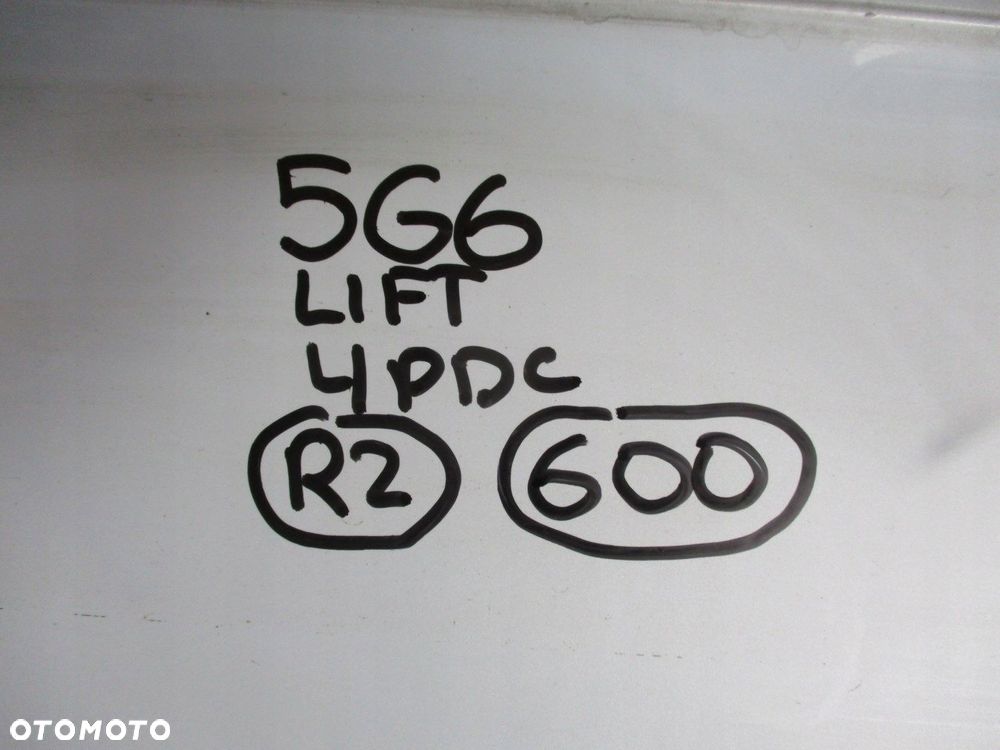 5G6
LIFT
4PDC
R2 600
OTOMOTO